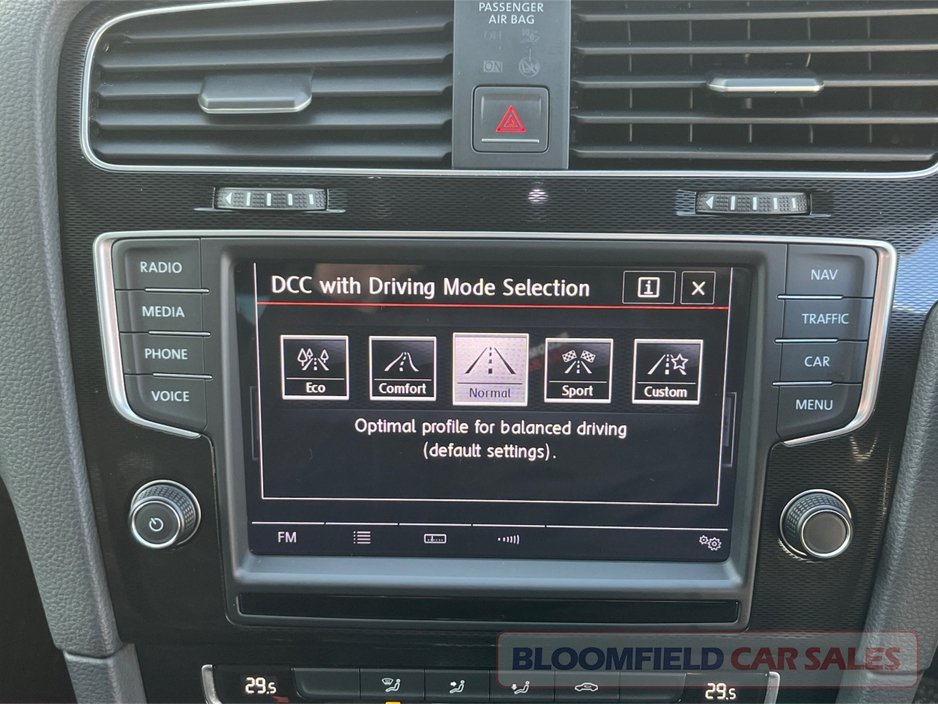 PASSENGER
AIR BAG
OFF
ON
RADIO
MEDIA
PHONE
VOICE
NAV
TRAFFIC
CAR
MENU
DCC with Driving Mode Selection
i
X
Eco
Comfort
Normal
Sport
Custom
Optimal profile for balanced driving
(default settings).
FM
BLOOMFIELD CAR SALES
29.5
29.5